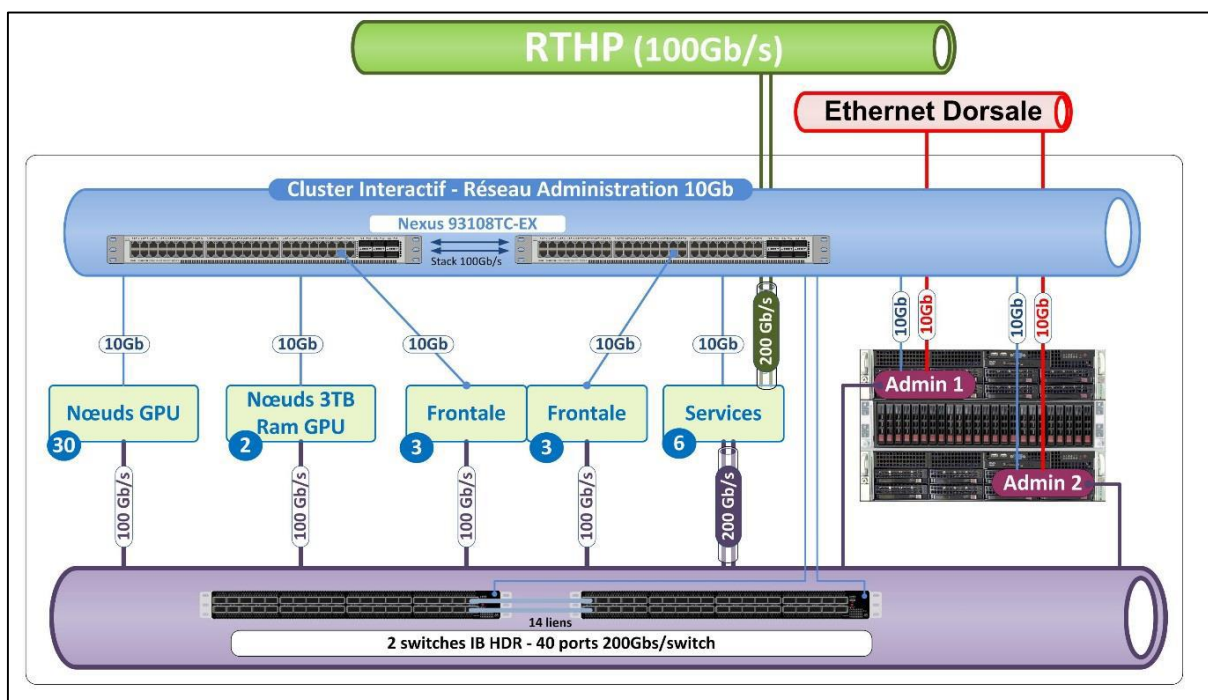 RTHP (100Gb/s)
Ethernet Dorsale
Cluster Interactif - Réseau Administration 10Gb
Nexus 93108TC-EX
Stack 100Gb/s
10Gb
10Gb
10Gb
10Gb
10Gb
200 Gb/s
10Gb
10Gb
10Gb
10Gb
Nœuds GPU
30
Nœuds 3TB
Ram GPU
2
Frontale
3
Frontale
3
Services
6
Admin 1
Admin 2
100 Gb/s
100 Gb/s
100 Gb/s
100 Gb/s
200 Gb/s
14 liens
2 switches IB HDR - 40 ports 200Gbs/switch